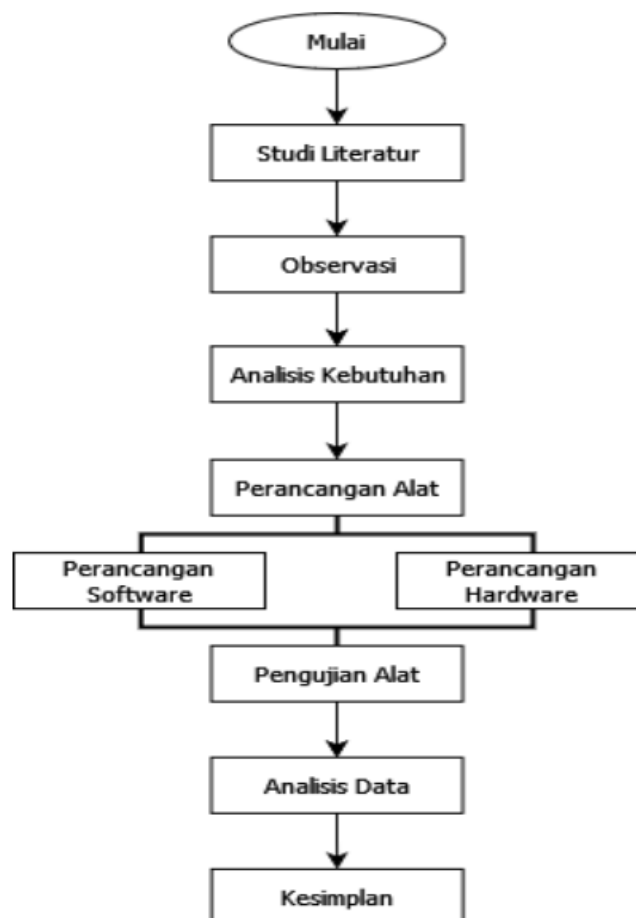 Mulai
Studi Literatur
Observasi
Analisis Kebutuhan
Perancangan Alat
Perancangan
Software
Perancangan
Hardware
Pengujian Alat
Analisis Data
Kesimplan